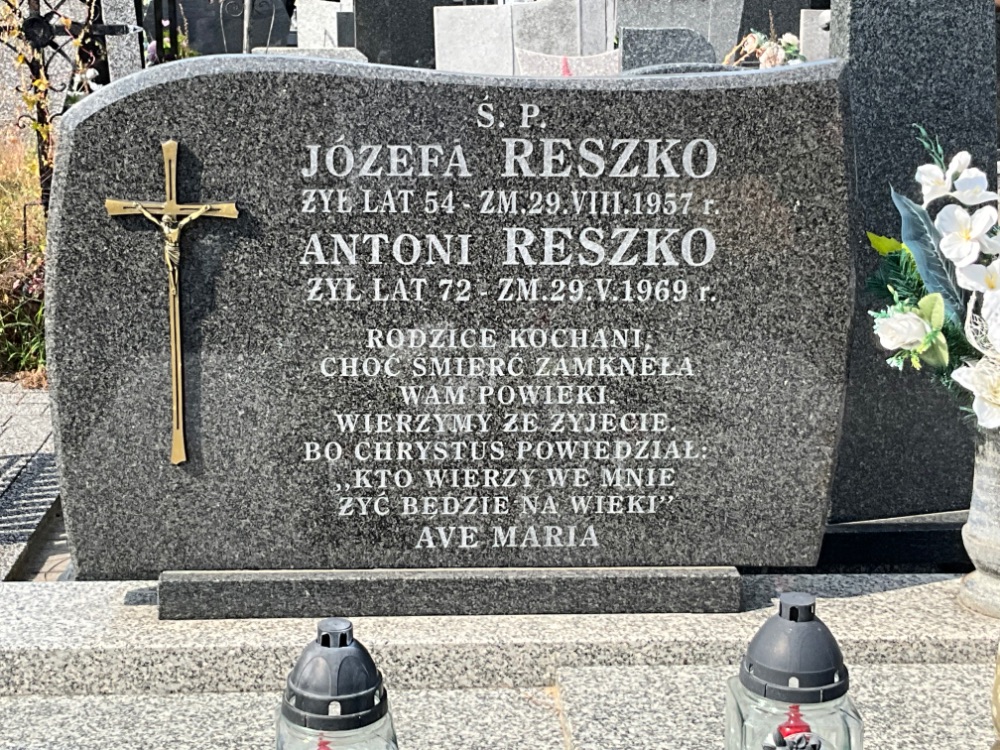 Ś. P.
JÓZEFA RESZKO
ŻYŁ LAT 54 - ZM.29.VIII.1957 r.
ANTONI RESZKO
ŻYŁ LAT 72 - ZM.29.V.1969 r.
RODZICE KOCHANI,
CHOĆ ŚMIERĆ ZAMKNĘŁA
WAM POWIEKI.
WIERZYMY ŻE ŻYJECIE.
BO CHRYSTUS POWIEDZIAŁ:
,,KTO WIERZY WE MNIE
ŻYĆ BĘDZIE NA WIEKI”
AVE MARIA